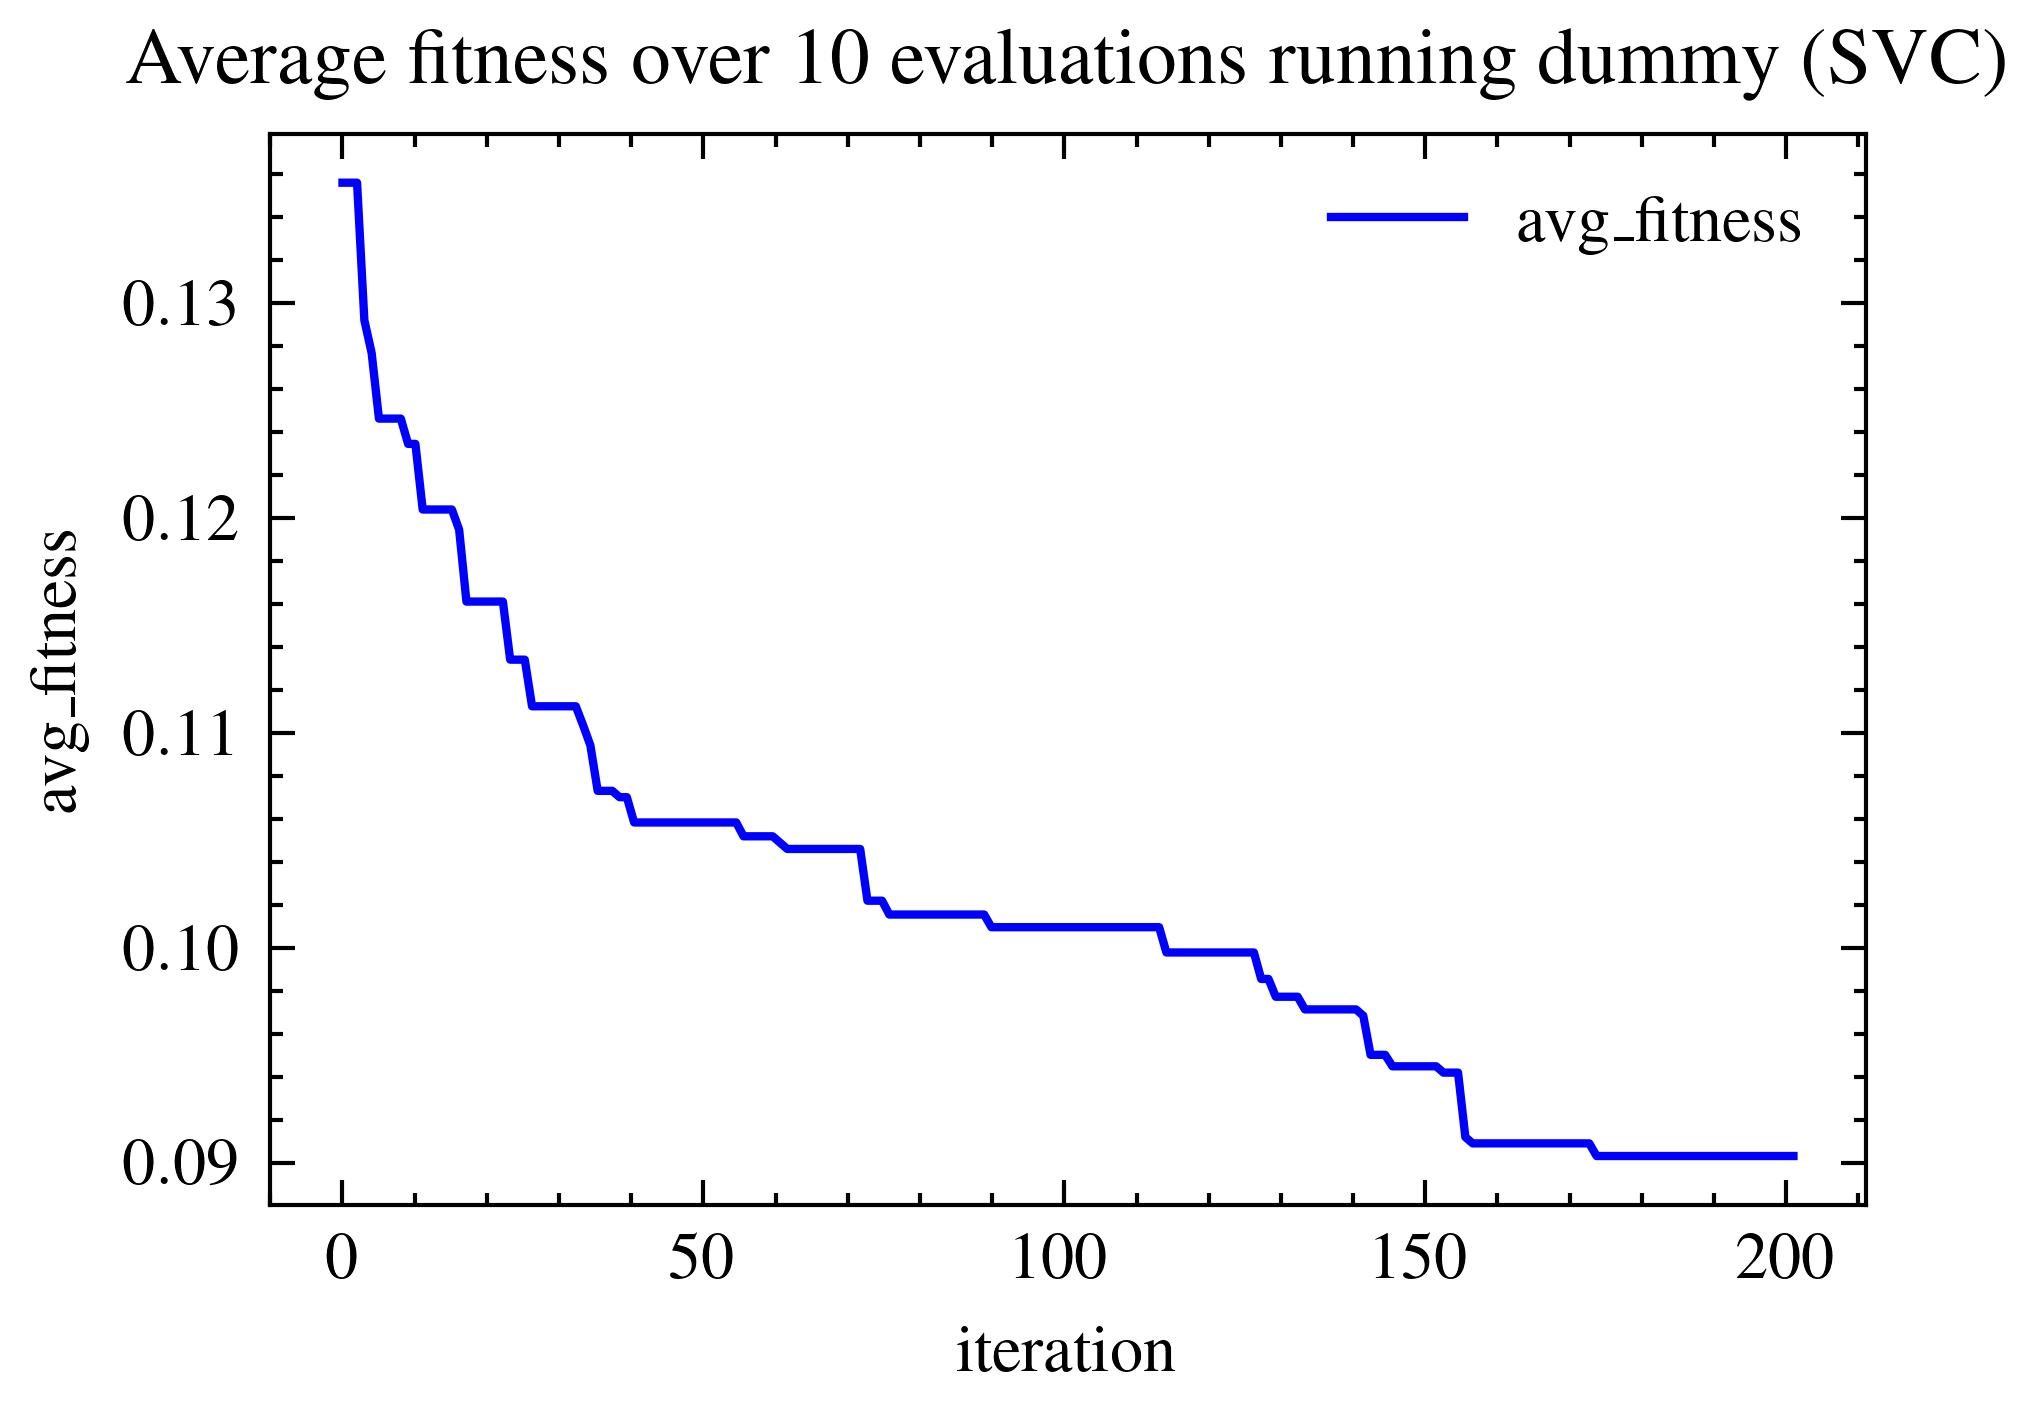 Average fitness over 10 evaluations running dummy (SVC)
avg_fitness
0.13
0.12
0.11
0.10
0.09
avg_fitness
0 50 100 150 200
iteration